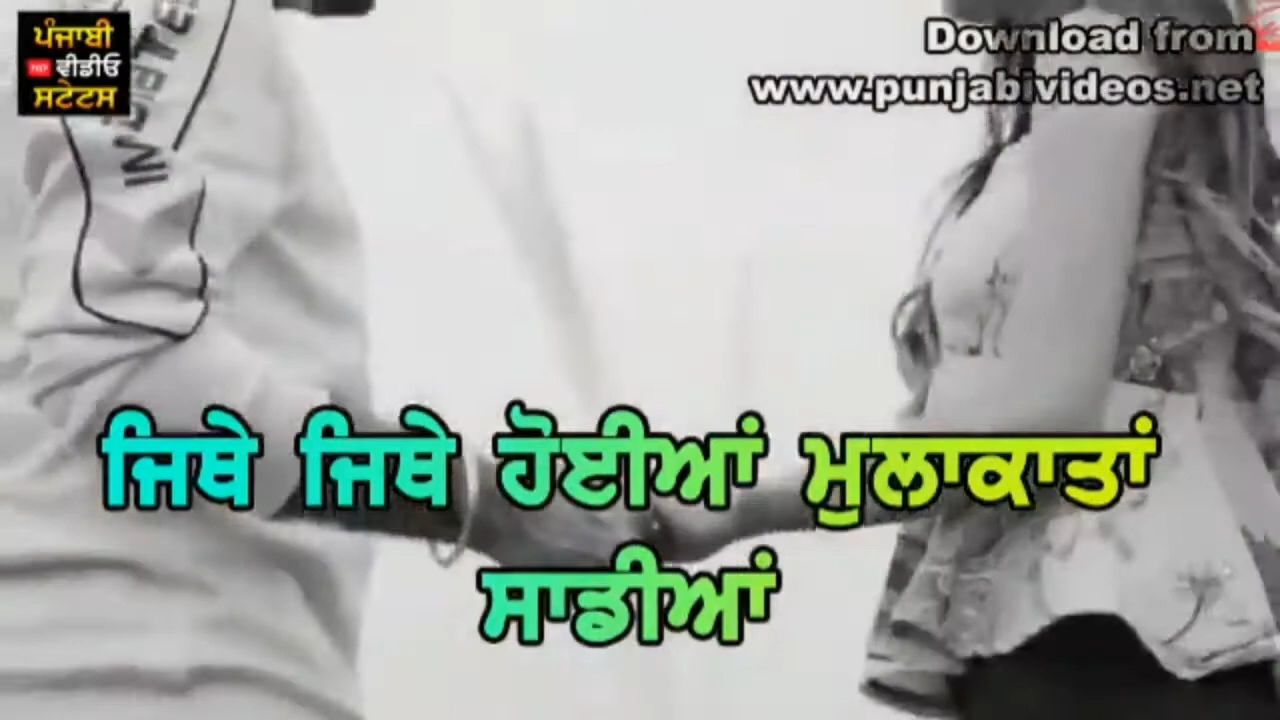 ਪੰਜਾਬੀ
ਵੀਡੀਓ
ਸਟੇਟਸ
Download from
www.punjabivideos.net
ਜਿਥੇ ਜਿਥੇ ਹੋਈਆਂ ਮੁਲਾਕਾਤਾਂ
ਸਾਡੀਆਂ